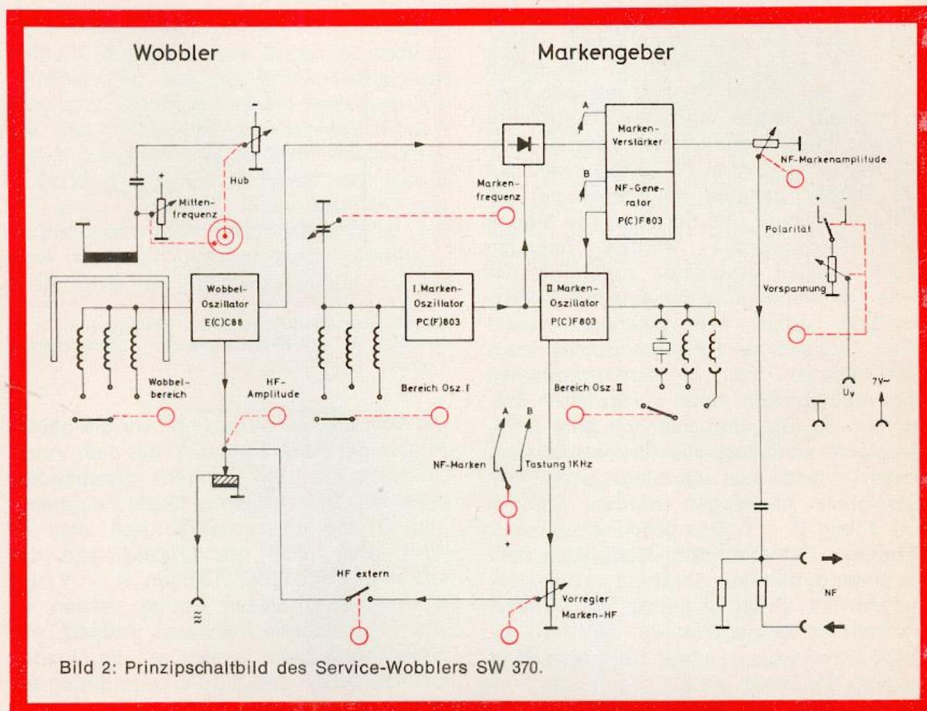 Wobbler
Markengeber
~
Hub
+
Mitten-
frequenz
Wobbel-
Oszillator
E(C)C88
Wobbel-
bereich
HF-
Amplitude
Marken-
frequenz
I. Marken-
Oszillator
PC(F)803
Bereich Osz. I
A
Marken-
Verstärker
B
NF-Gene-
rator
P(C)F803
II. Marken-
Oszillator
P(C)F803
Bereich Osz. II
NF-Markenamplitude
+ -
Polarität
Vorspannung
Uv
7V~
A B
NF-Marken
Tastung 1KHz
+
HF extern
Vorregler
Marken-HF
NF
Bild 2: Prinzipschaltbild des Service-Wobblers SW 370.